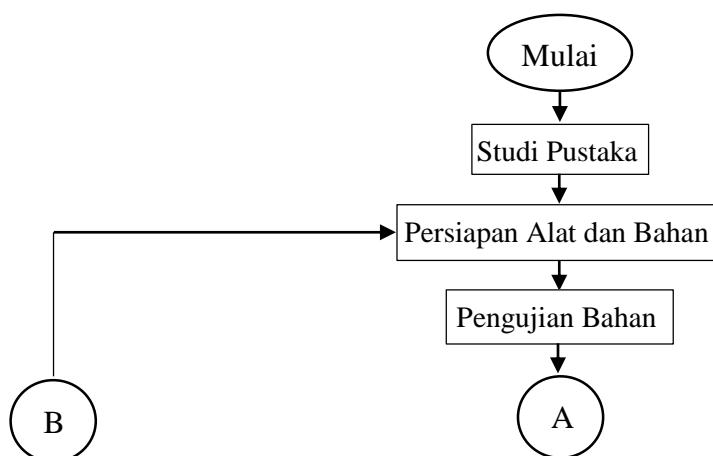 Mulai
Studi Pustaka
Persiapan Alat dan Bahan
Pengujian Bahan
B
A